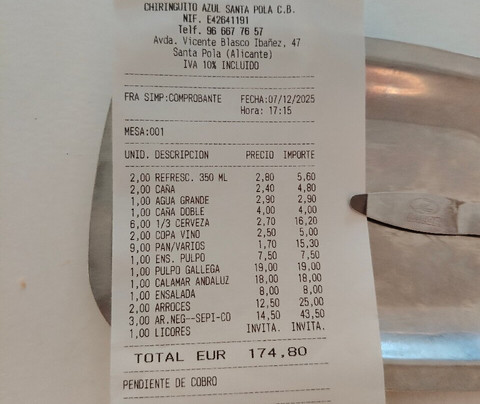 CHIRINGUITO AZUL SANTA POLA C.B.
NIF. E42641191
Telf. 96 667 76 57
Avda. Vicente Blasco Ibañez, 47
Santa Pola (Alicante)
IVA 10% INCLUIDO
FRA SIMP:COMPROBANTE FECHA:07/12/2025
Hora: 17:15
MESA:001
UNID. DESCRIPCION PRECIO IMPORTE
2,00 REFRESC. 350 ML 2,80 5,60
2,00 CAÑA 2,40 4,80
1,00 AGUA GRANDE 2,90 2,90
1,00 CAÑA DOBLE 4,00 4,00
6,00 1/3 CERVEZA 2,70 16,20
2,00 COPA VINO 2,50 5,00
9,00 PAN/VARIOS 1,70 15,30
1,00 ENS. PULPO 7,50 7,50
1,00 PULPO GALLEGA 19,00 19,00
1,00 CALAMAR ANDALUZ 18,00 18,00
1,00 ENSALADA 8,00 8,00
2,00 ARROCES 12,50 25,00
3,00 AR.NEG--SEPI-CO 14,50 43,50
1,00 LICORES INVITA. INVITA.
TOTAL EUR 174,80
PENDIENTE DE COBRO